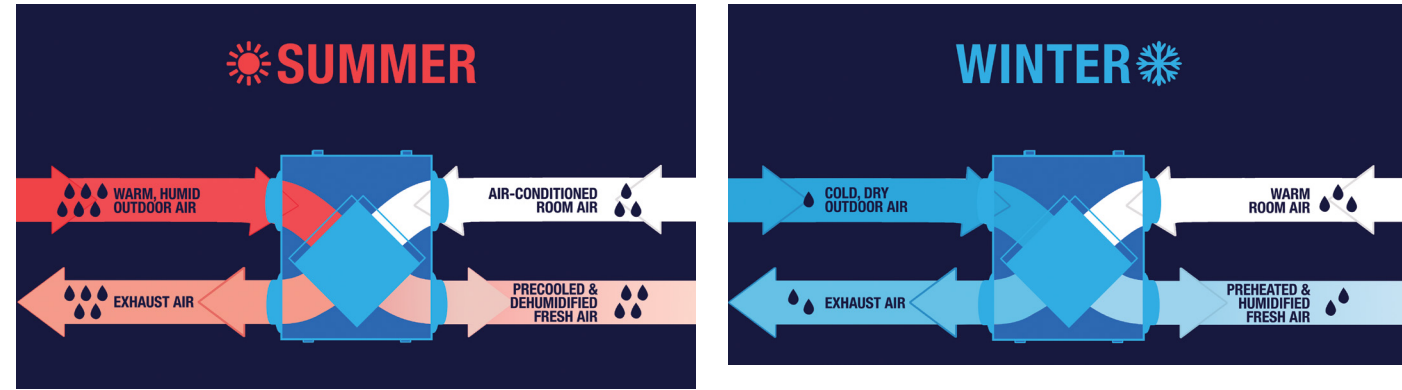 SUMMER
WARM, HUMID
OUTDOOR AIR
AIR-CONDITIONED
ROOM AIR
EXHAUST AIR
PRECOOLED &
DEHUMIDIFIED
FRESH AIR
WINTER
COLD, DRY
OUTDOOR AIR
WARM
ROOM AIR
EXHAUST AIR
PREHEATED &
HUMIDIFIED
FRESH AIR